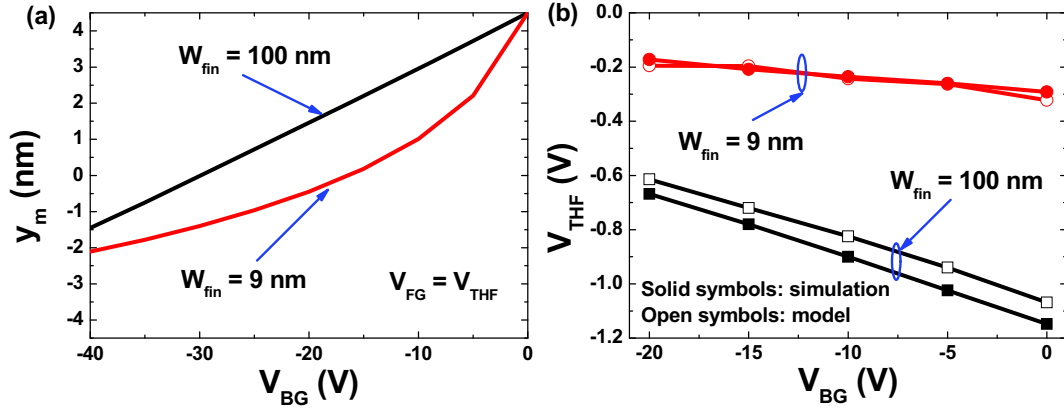 (a)
4
3
2
1
0
-1
-2
-3
-4
y_m (nm)
W_fin = 100 nm
W_fin = 9 nm
V_FG = V_THF
-40 -30 -20 -10 0
V_BG (V)
(b)
0.0
-0.2
-0.4
-0.6
-0.8
-1.0
-1.2
V_THF (V)
W_fin = 9 nm
W_fin = 100 nm
Solid symbols: simulation
Open symbols: model
-20 -15 -10 -5 0
V_BG (V)